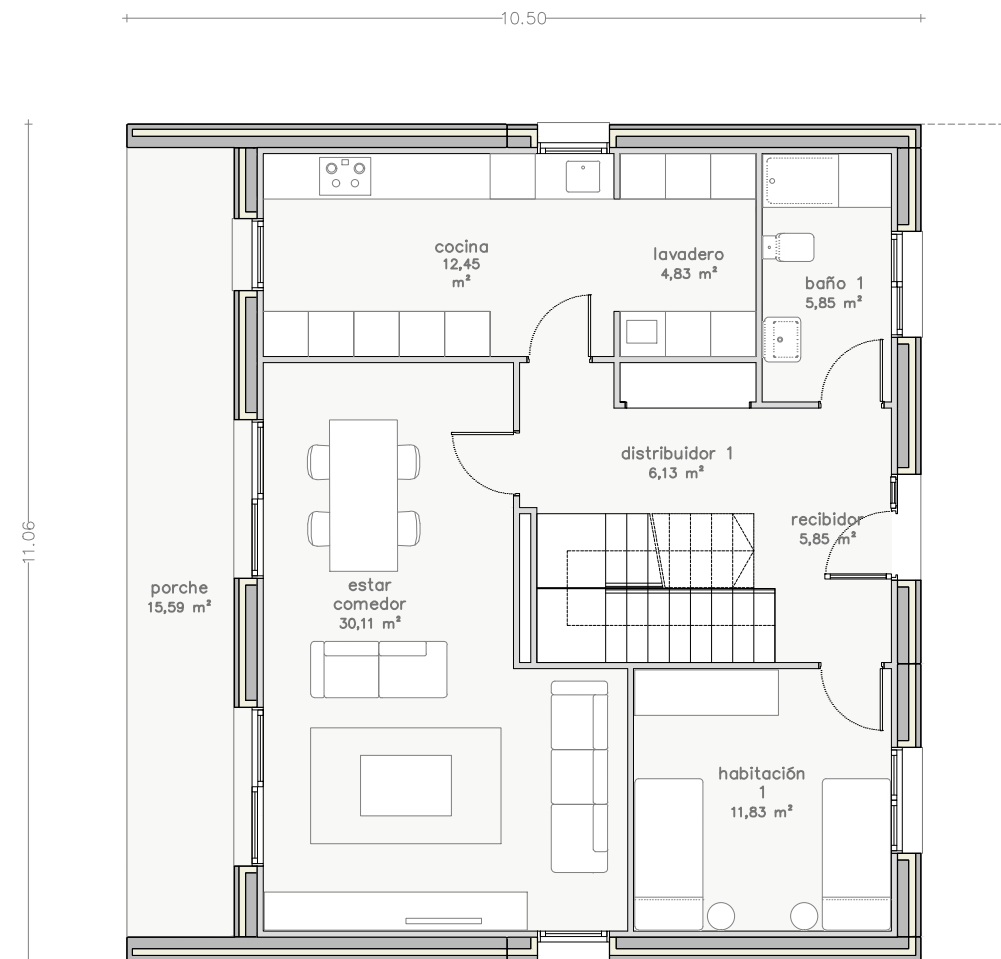 10.50
cocina
12,45
m²
lavadero
4,83 m²
baño 1
5,85 m²
distribuidor 1
6,13 m²
recibidor
5,85 m²
11.06
porche
15,59 m²
estar
comedor
30,11 m²
habitación
1
11,83 m²